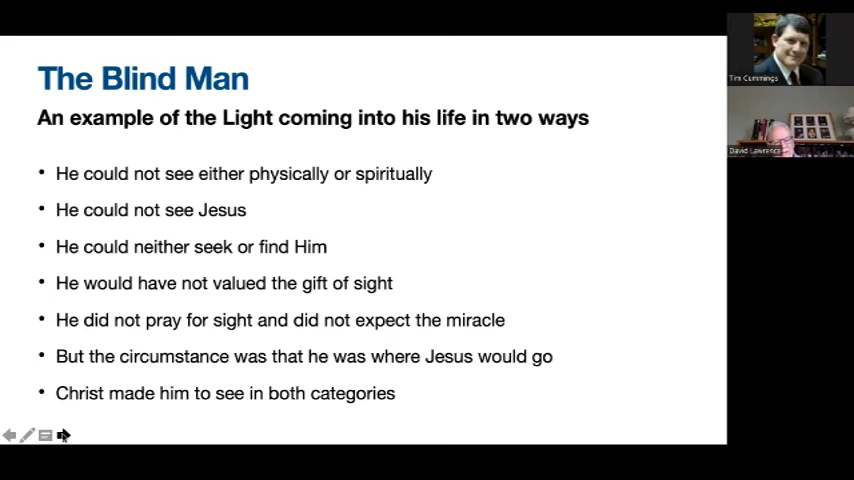 The Blind Man
An example of the Light coming into his life in two ways
• He could not see either physically or spiritually
• He could not see Jesus
• He could neither seek or find Him
• He would have not valued the gift of sight
• He did not pray for sight and did not expect the miracle
• But the circumstance was that he was where Jesus would go
• Christ made him to see in both categories
Tim Cummings
David Lawrence